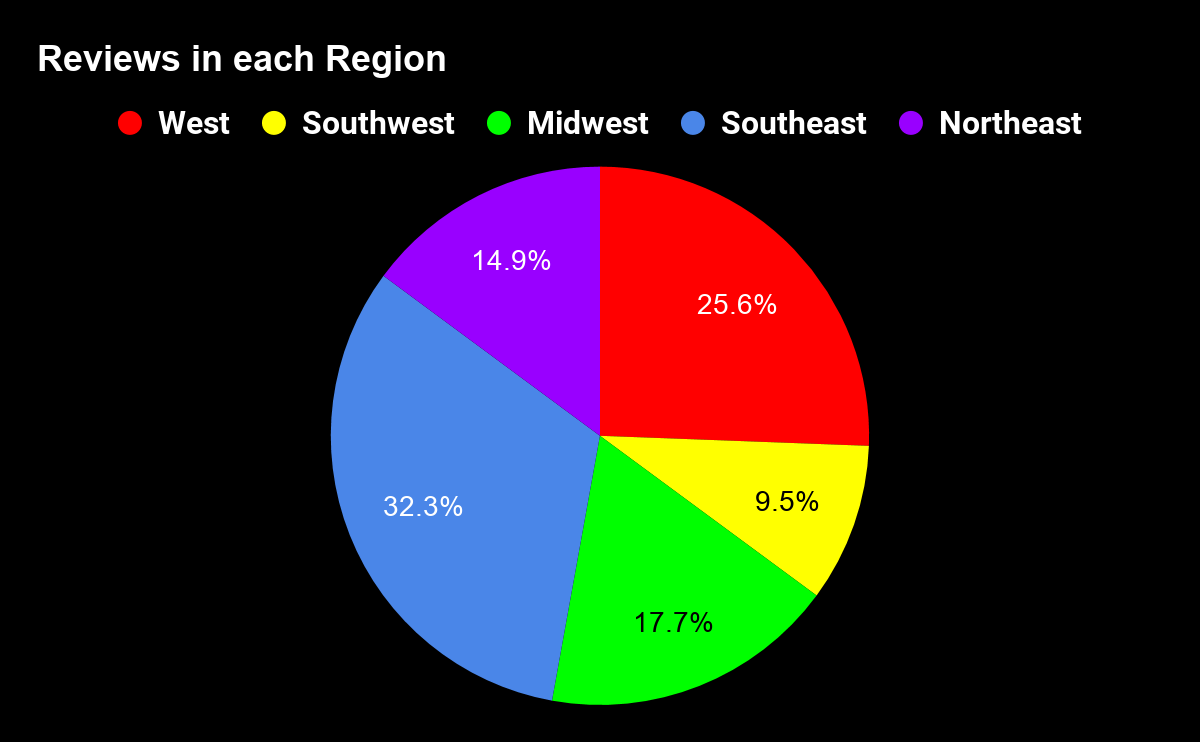 Reviews in each Region
West Southwest Midwest Southeast Northeast
14.9%
25.6%
9.5%
32.3%
17.7%